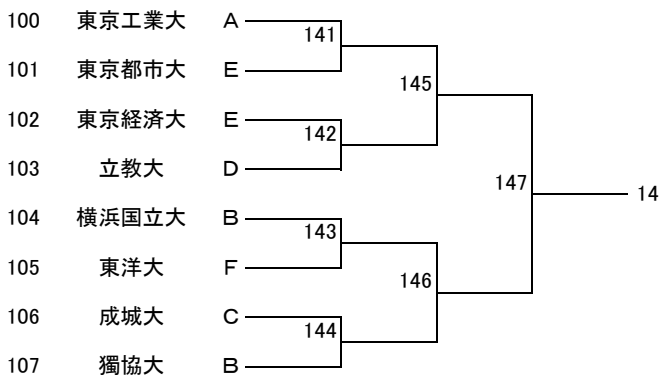 100 東京工業大 A
141
101 東京都市大 E
145
102 東京経済大 E
142
103 立教大 D
147
14
104 横浜国立大 B
143
105 東洋大 F
146
106 成城大 C
144
107 獨協大 B